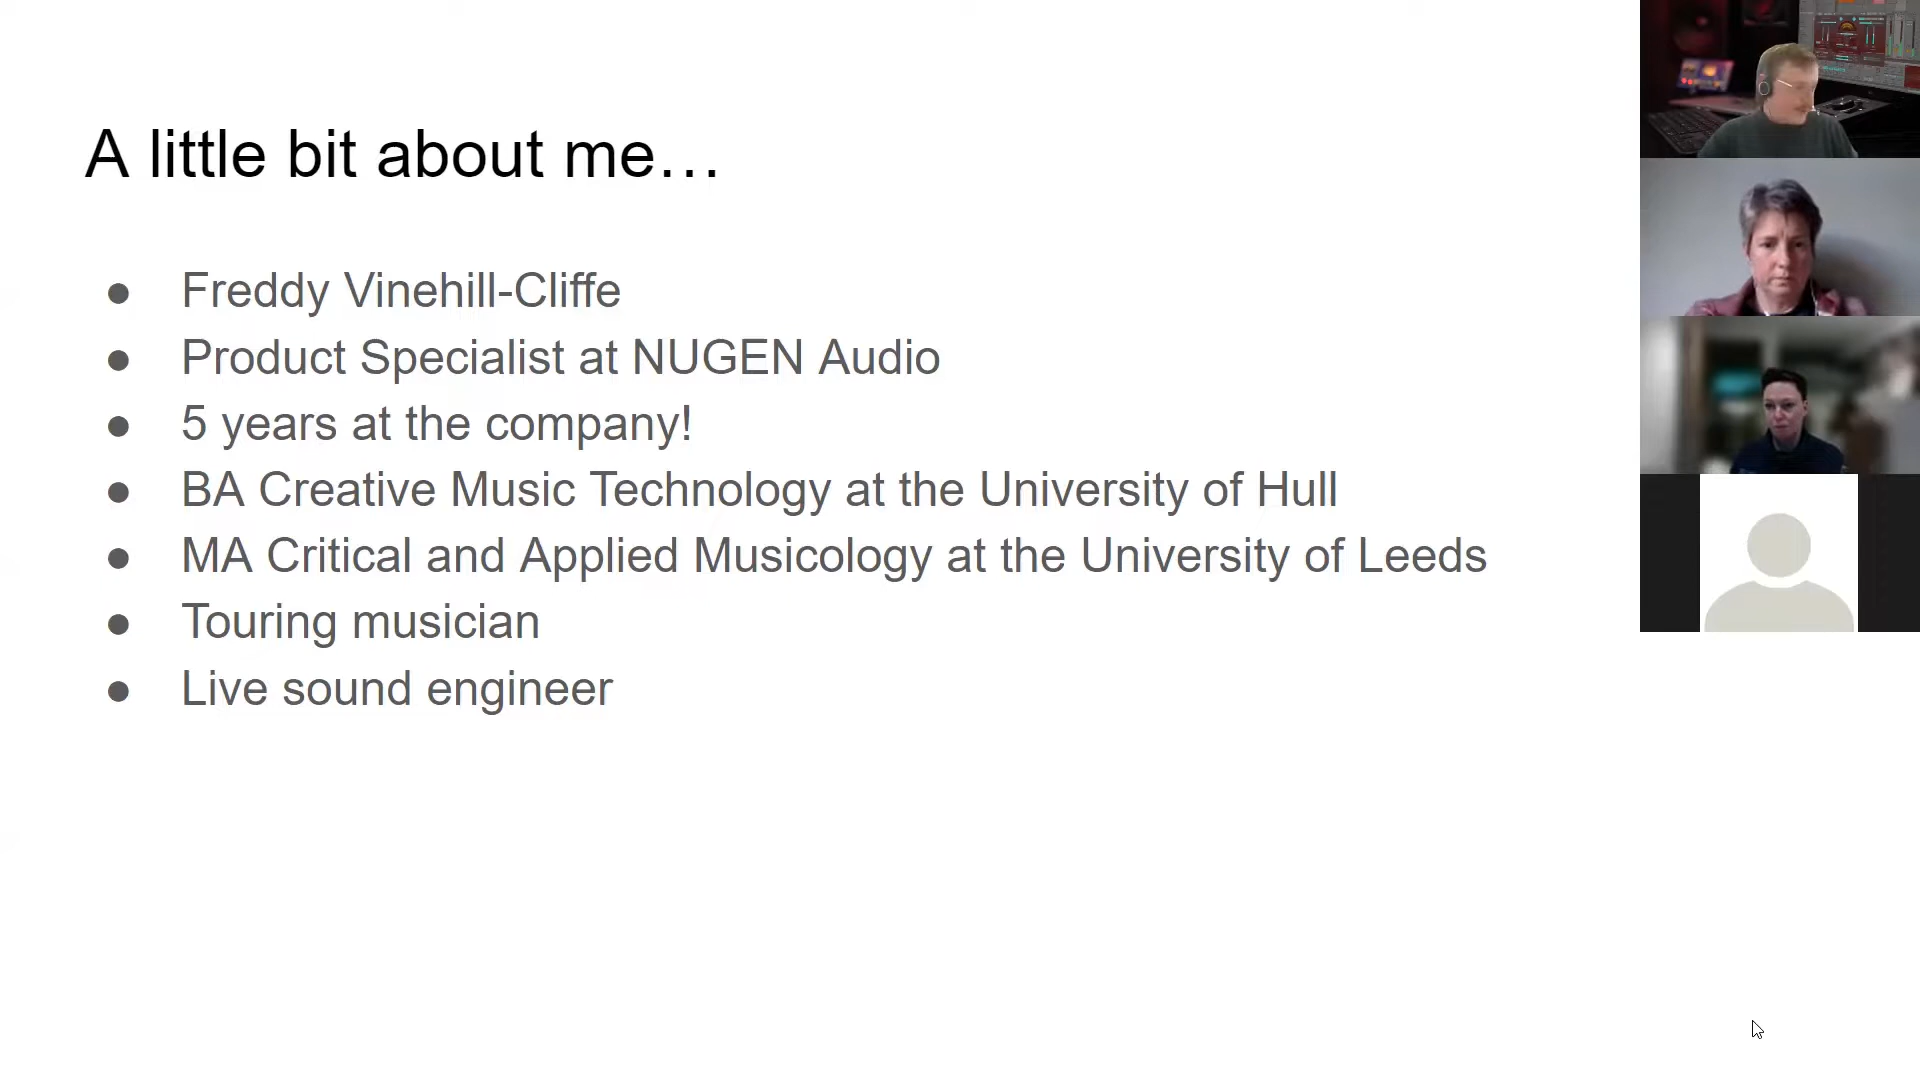 A little bit about me…
● Freddy Vinehill-Cliffe
● Product Specialist at NUGEN Audio
● 5 years at the company!
● BA Creative Music Technology at the University of Hull
● MA Critical and Applied Musicology at the University of Leeds
● Touring musician
● Live sound engineer